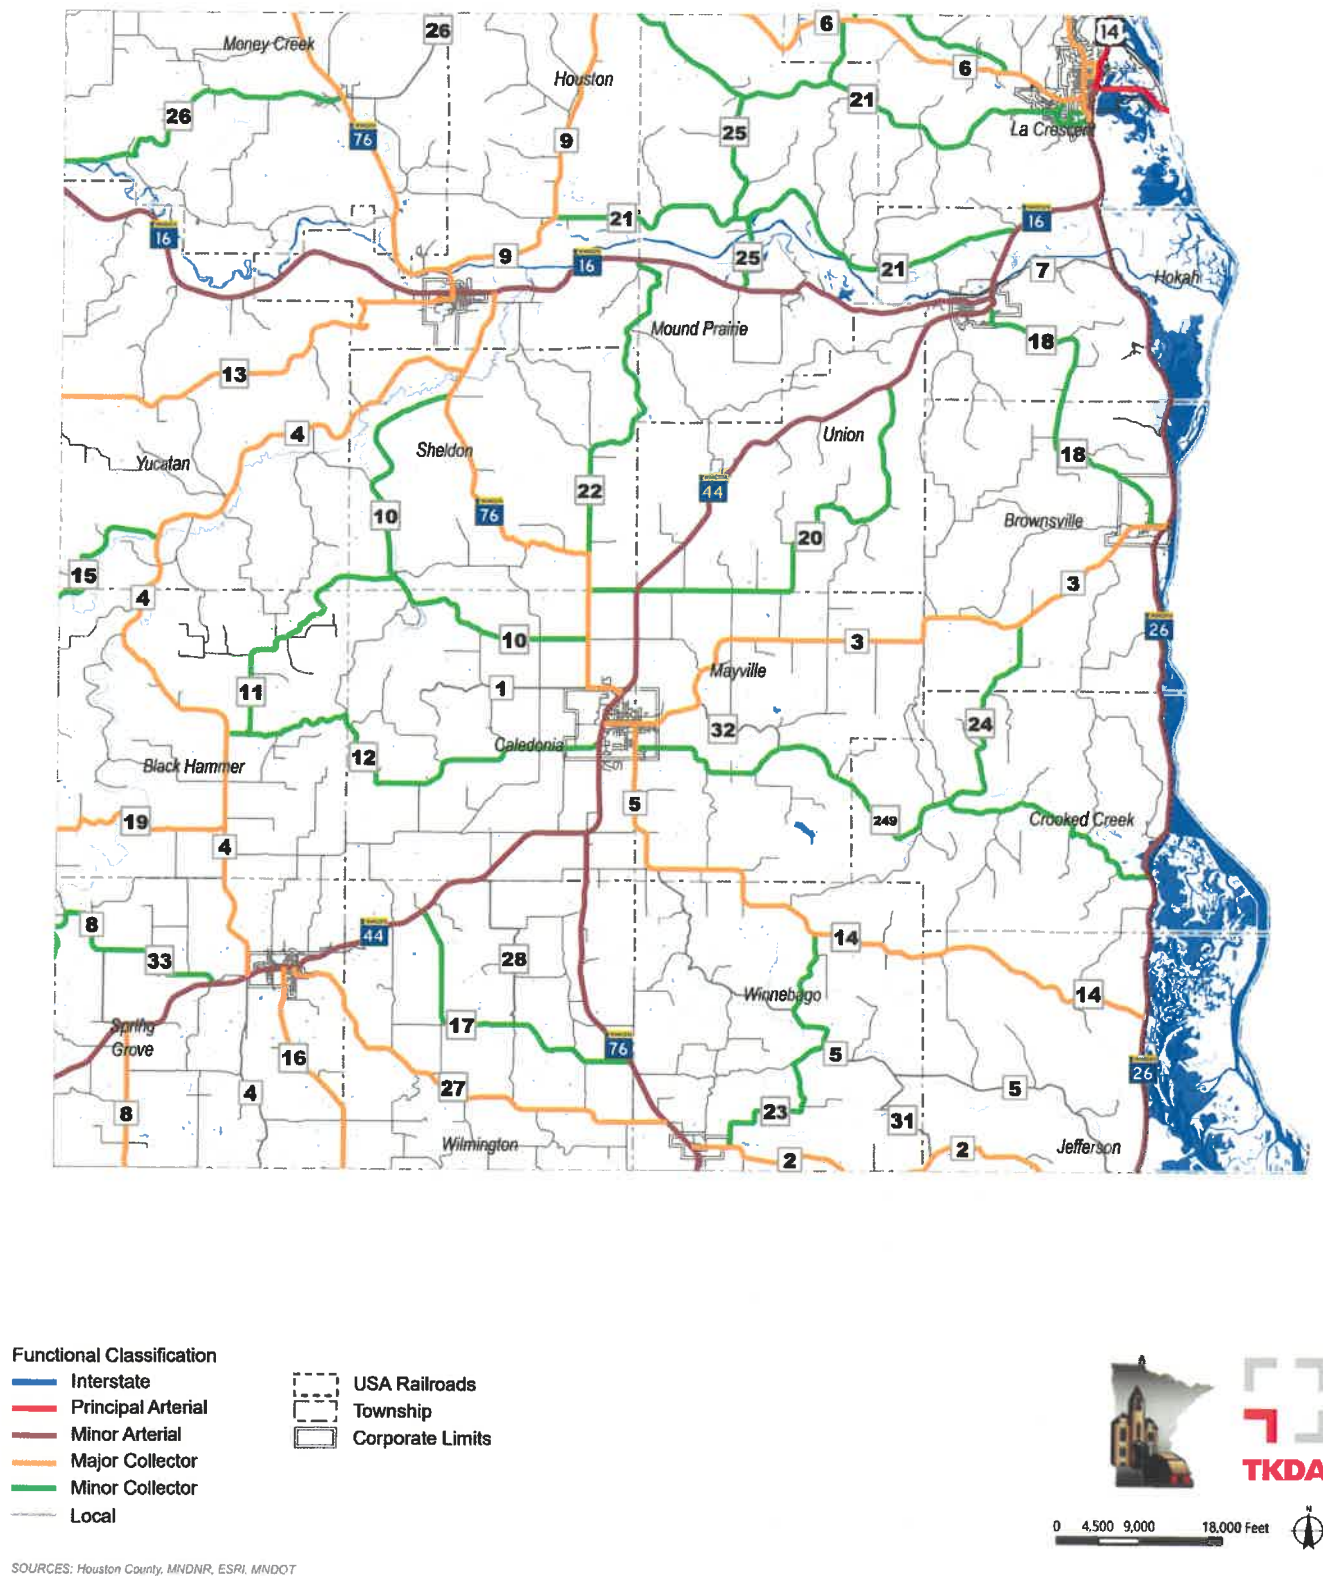 26
6
14
Money Creek
6
Houston
26
21
76
25
La Crescent
9
21
16
16
9
16
25
21
7
Hokah
Mound Prairie
18
13
4
Union
Sheldon
18
Yucatan
22
44
10
76
Brownsville
20
15
3
4
26
10
3
Mayville
1
11
32
24
Caledonia
12
Black Hammer
5
19
249
Crooked Creek
4
8
44
14
33
28
Winnebago
14
Spring
Grove
17
76
16
5
26
4
27
5
8
23
31
Wilmington
2
2
Jefferson
Functional Classification
Interstate
Principal Arterial
Minor Arterial
Major Collector
Minor Collector
Local
USA Railroads
Township
Corporate Limits
TKDA
N
0 4,500 9,000 18,000 Feet
SOURCES: Houston County, MNDNR, ESRI, MNDOT